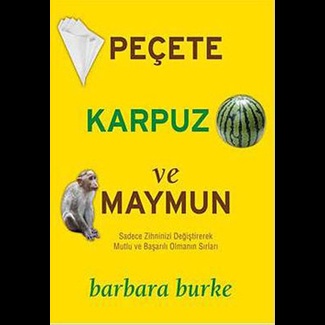 PEÇETE
KARPUZ
ve
MAYMUN
Sadece Zihninizi Değiştirerek
Mutlu ve Başarılı Olmanın Sırları
barbara burke